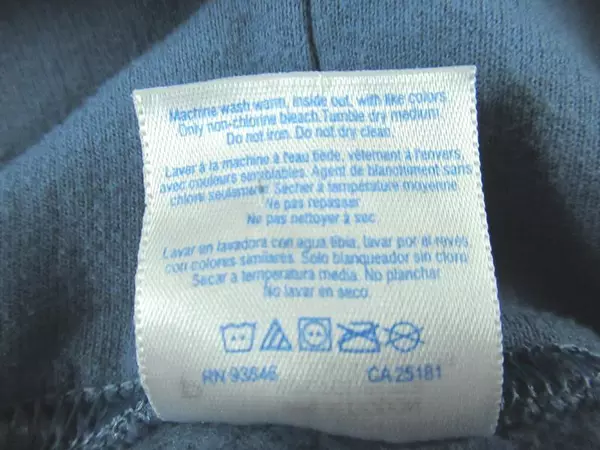 Machine wash warm, inside out, with like colors.
Only non-chlorine bleach.Tumble dry medium.
Do not iron. Do not dry clean.
Laver à la machine à l'eau tiède, vêtement à l'envers,
avec couleurs semblables. Agent de blanchiment sans
chlore seulement. Sécher à température moyenne.
Ne pas repasser
Ne pas nettoyer à sec
Lavar en lavadora con agua tibia, lavar por el revés
con colores similares. Solo blanqueador sin cloro
Secar a temperatura media. No planchar
No lavar en seco.
RN 93846 CA 25181